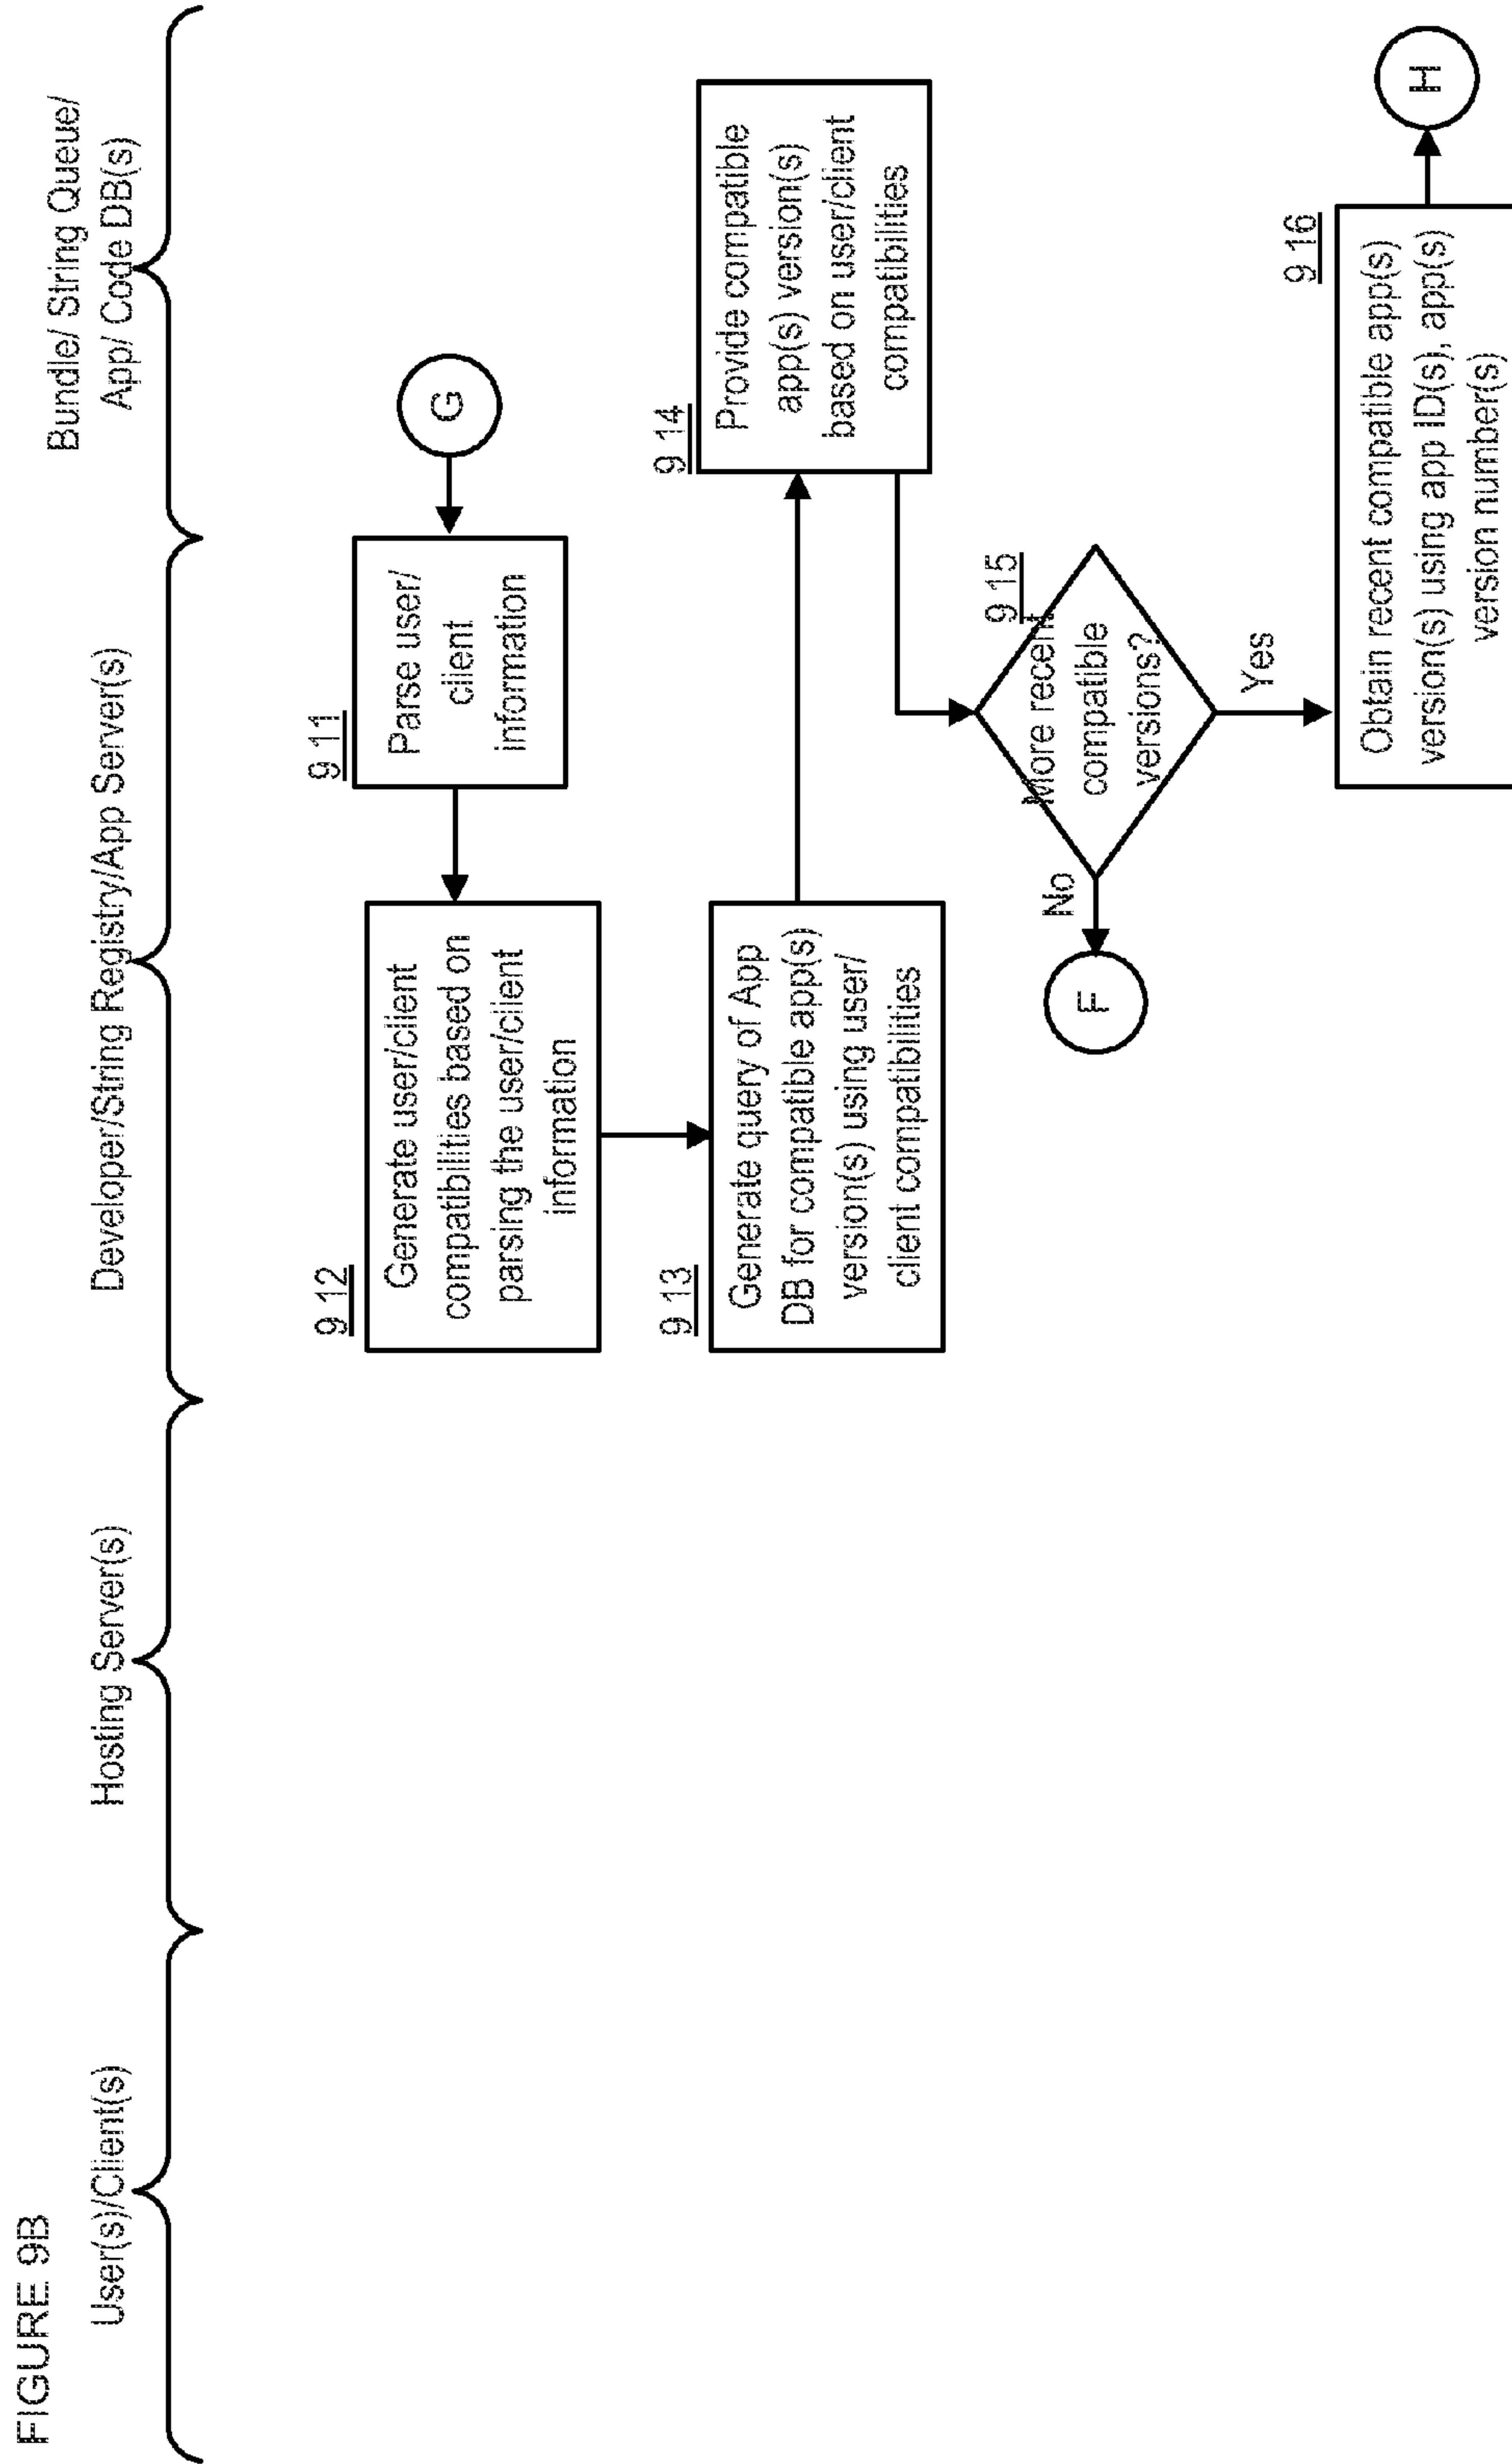 FIGURE 9B
User(s)/Client(s)
Hosting Server(s)
Developer/String Registry/App Server(s)
Bundle/ String Queue/
App/ Code DB(s)
G
9 11
Parse user/
client
information
9 12
Generate user/client
compatibilities based on
parsing the user/client
information
9 13
Generate query of App
DB for compatible app(s)
version(s) using user/
client compatibilities
9 14
Provide compatible
app(s) version(s)
based on user/client
compatibilities
9 15
More recent
compatible
versions?
No
F
Yes
9 16
Obtain recent compatible app(s)
version(s) using app ID(s), app(s)
version number(s)
H